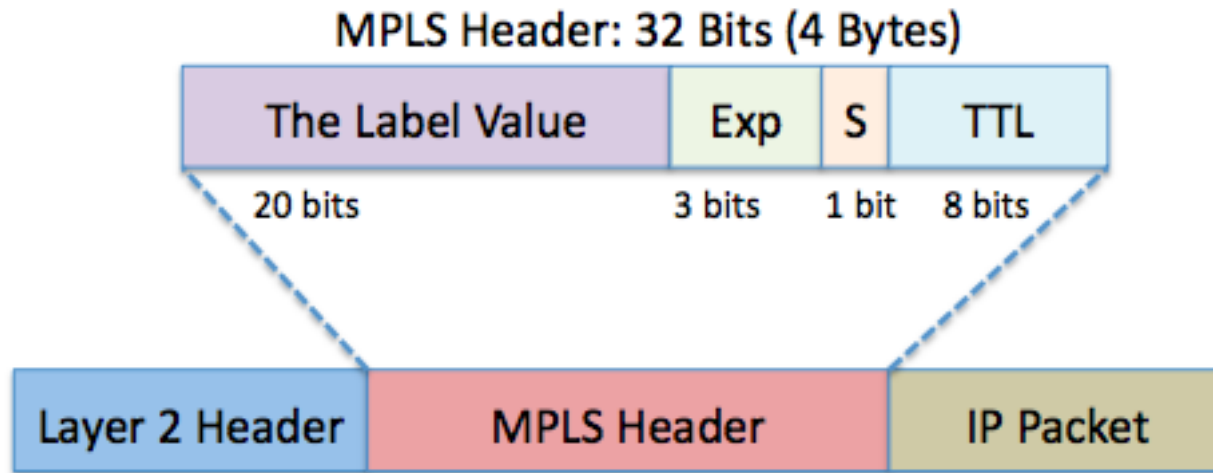 MPLS Header: 32 Bits (4 Bytes)
The Label Value Exp S TTL
20 bits 3 bits 1 bit 8 bits
Layer 2 Header MPLS Header IP Packet